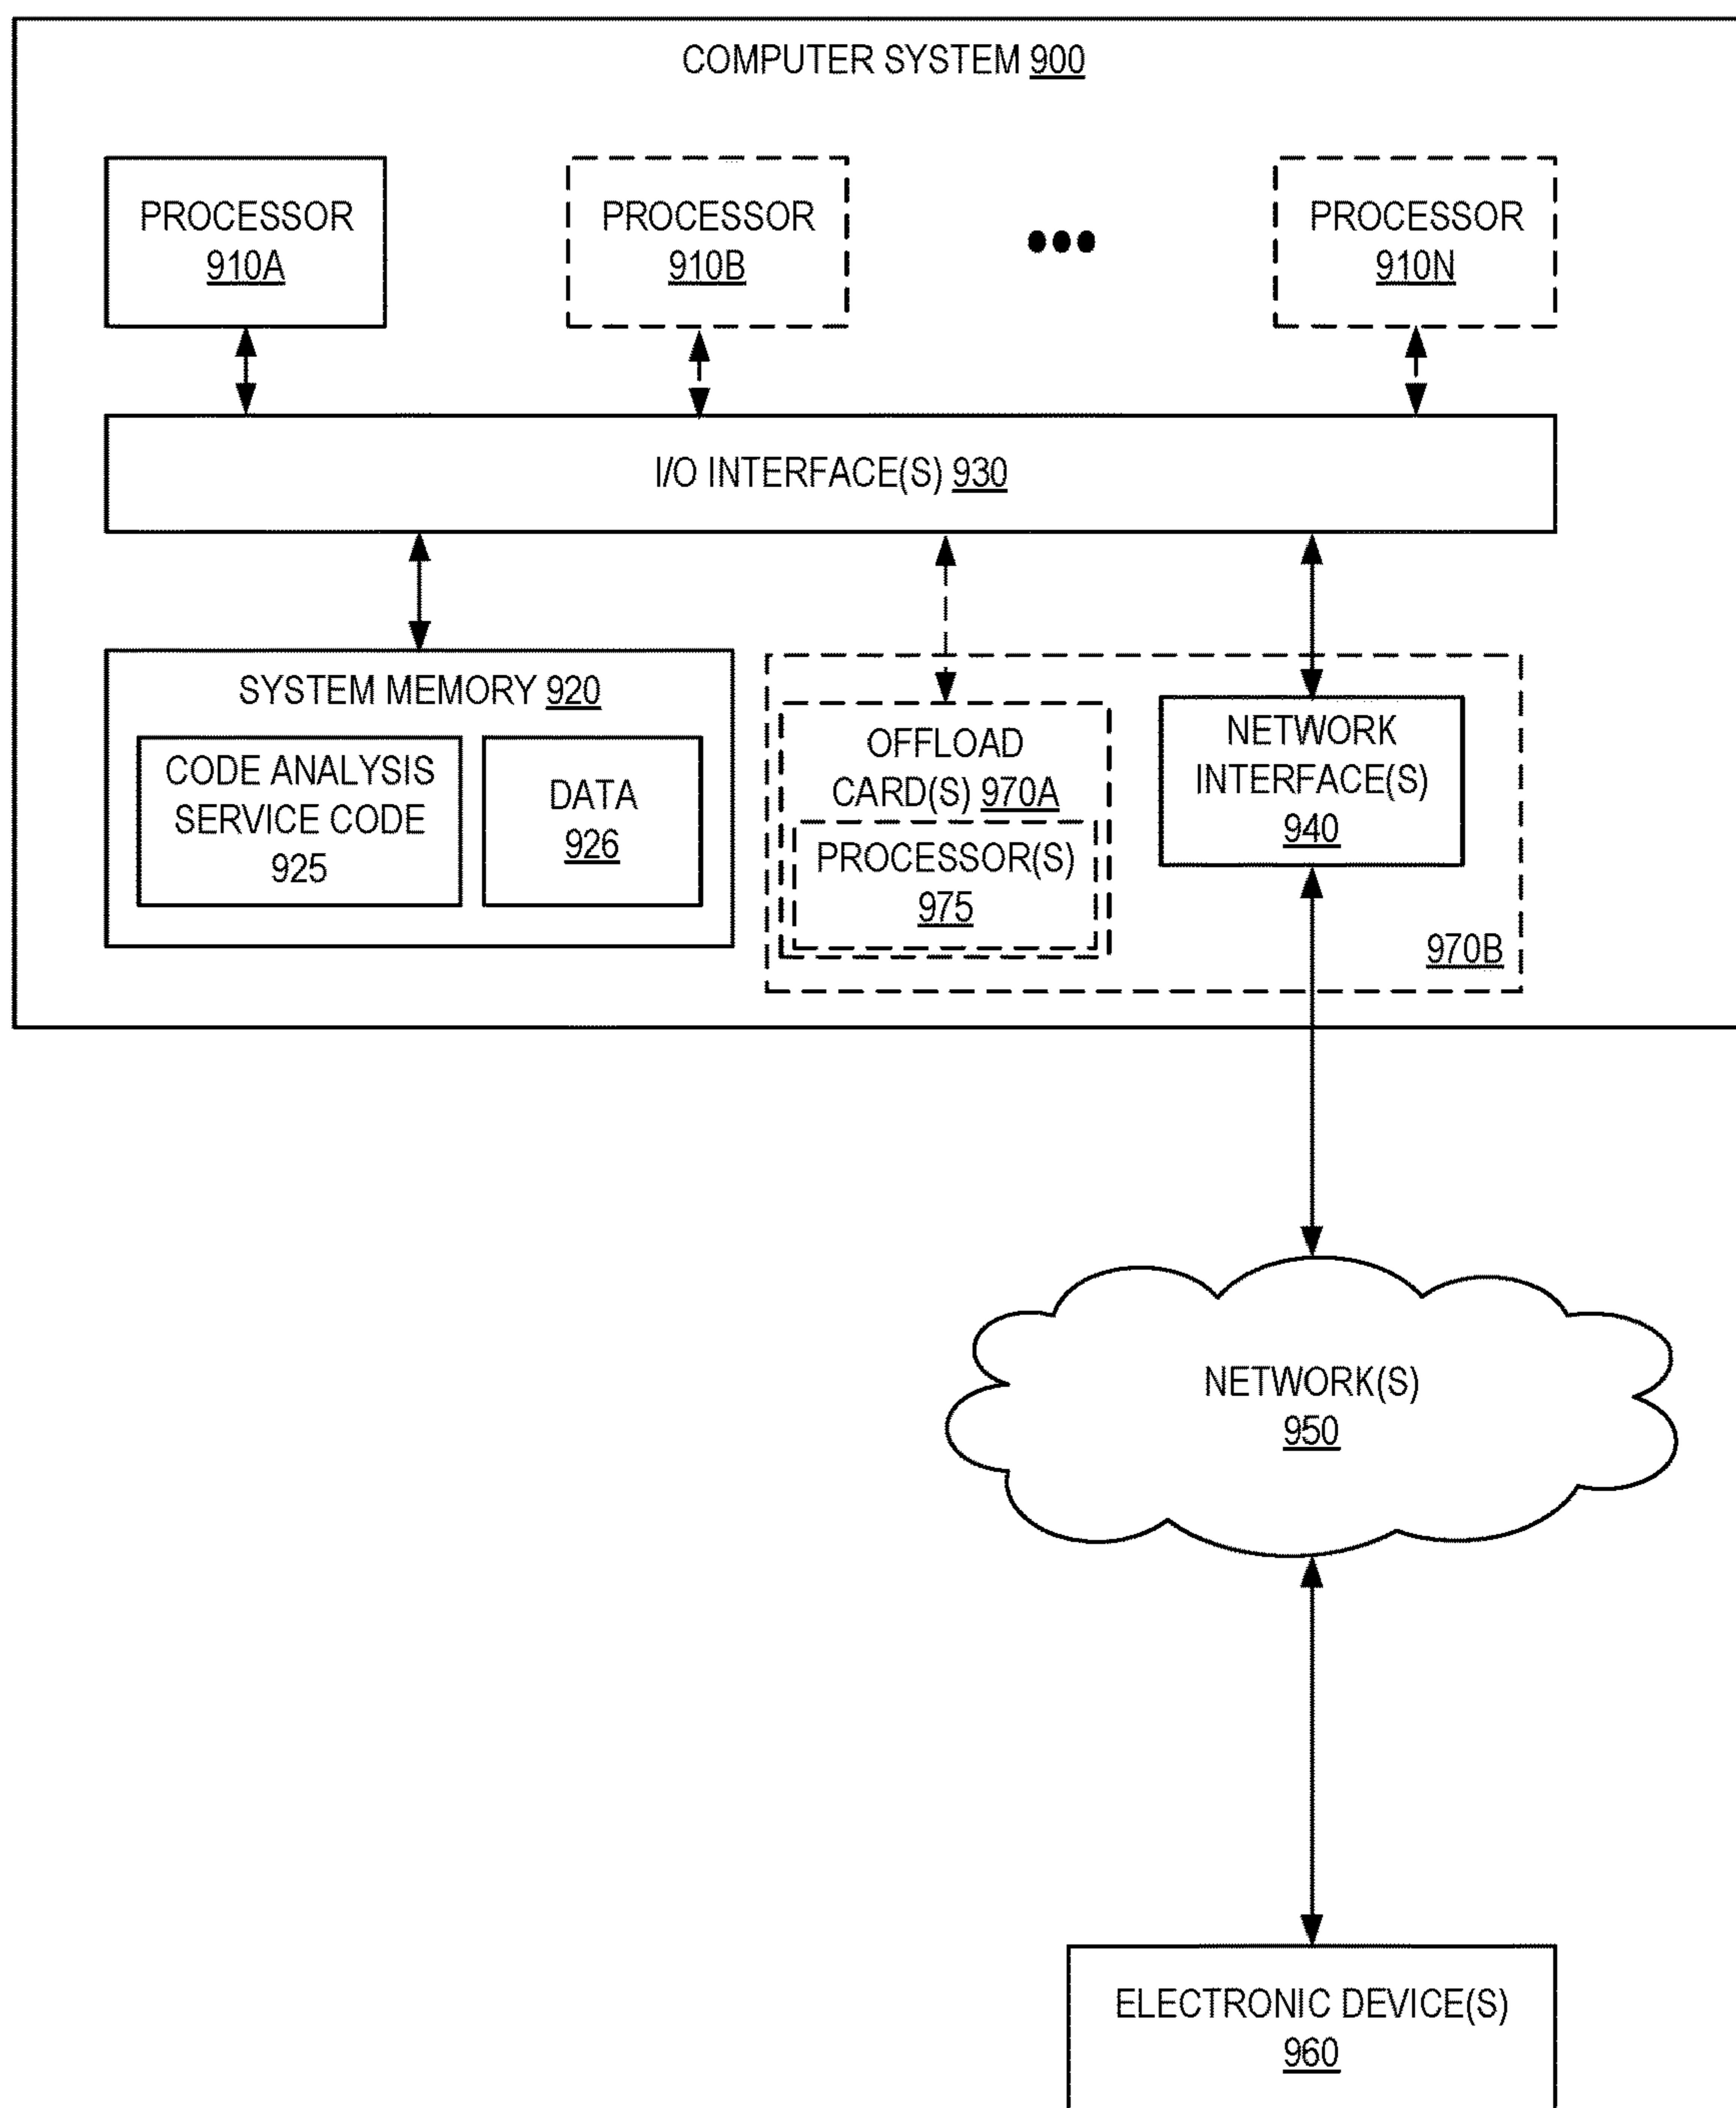 COMPUTER SYSTEM 900
PROCESSOR
910A
PROCESSOR
910B
PROCESSOR
910N
I/O INTERFACE(S) 930
SYSTEM MEMORY 920
CODE ANALYSIS
SERVICE CODE
925
DATA
926
OFFLOAD
CARD(S) 970A
PROCESSOR(S)
975
NETWORK
INTERFACE(S)
940
970B
NETWORK(S)
950
ELECTRONIC DEVICE(S)
960